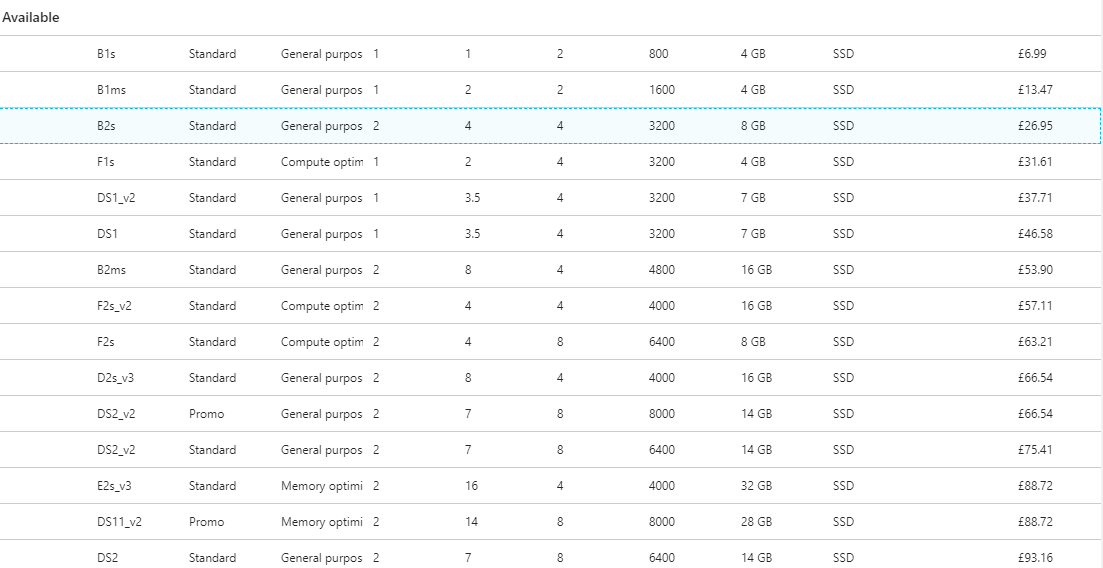 Available
B1s Standard General purpos 1 1 2 800 4 GB SSD £6.99
B1ms Standard General purpos 1 2 2 1600 4 GB SSD £13.47
B2s Standard General purpos 2 4 4 3200 8 GB SSD £26.95
F1s Standard Compute optim 1 2 4 3200 4 GB SSD £31.61
DS1_v2 Standard General purpos 1 3.5 4 3200 7 GB SSD £37.71
DS1 Standard General purpos 1 3.5 4 3200 7 GB SSD £46.58
B2ms Standard General purpos 2 8 4 4800 16 GB SSD £53.90
F2s_v2 Standard Compute optim 2 4 4 4000 16 GB SSD £57.11
F2s Standard Compute optim 2 4 8 6400 8 GB SSD £63.21
D2s_v3 Standard General purpos 2 8 4 4000 16 GB SSD £66.54
DS2_v2 Promo General purpos 2 7 8 8000 14 GB SSD £66.54
DS2_v2 Standard General purpos 2 7 8 6400 14 GB SSD £75.41
E2s_v3 Standard Memory optimi 2 16 4 4000 32 GB SSD £88.72
DS11_v2 Promo Memory optimi 2 14 8 8000 28 GB SSD £88.72
DS2 Standard General purpos 2 7 8 6400 14 GB SSD £93.16